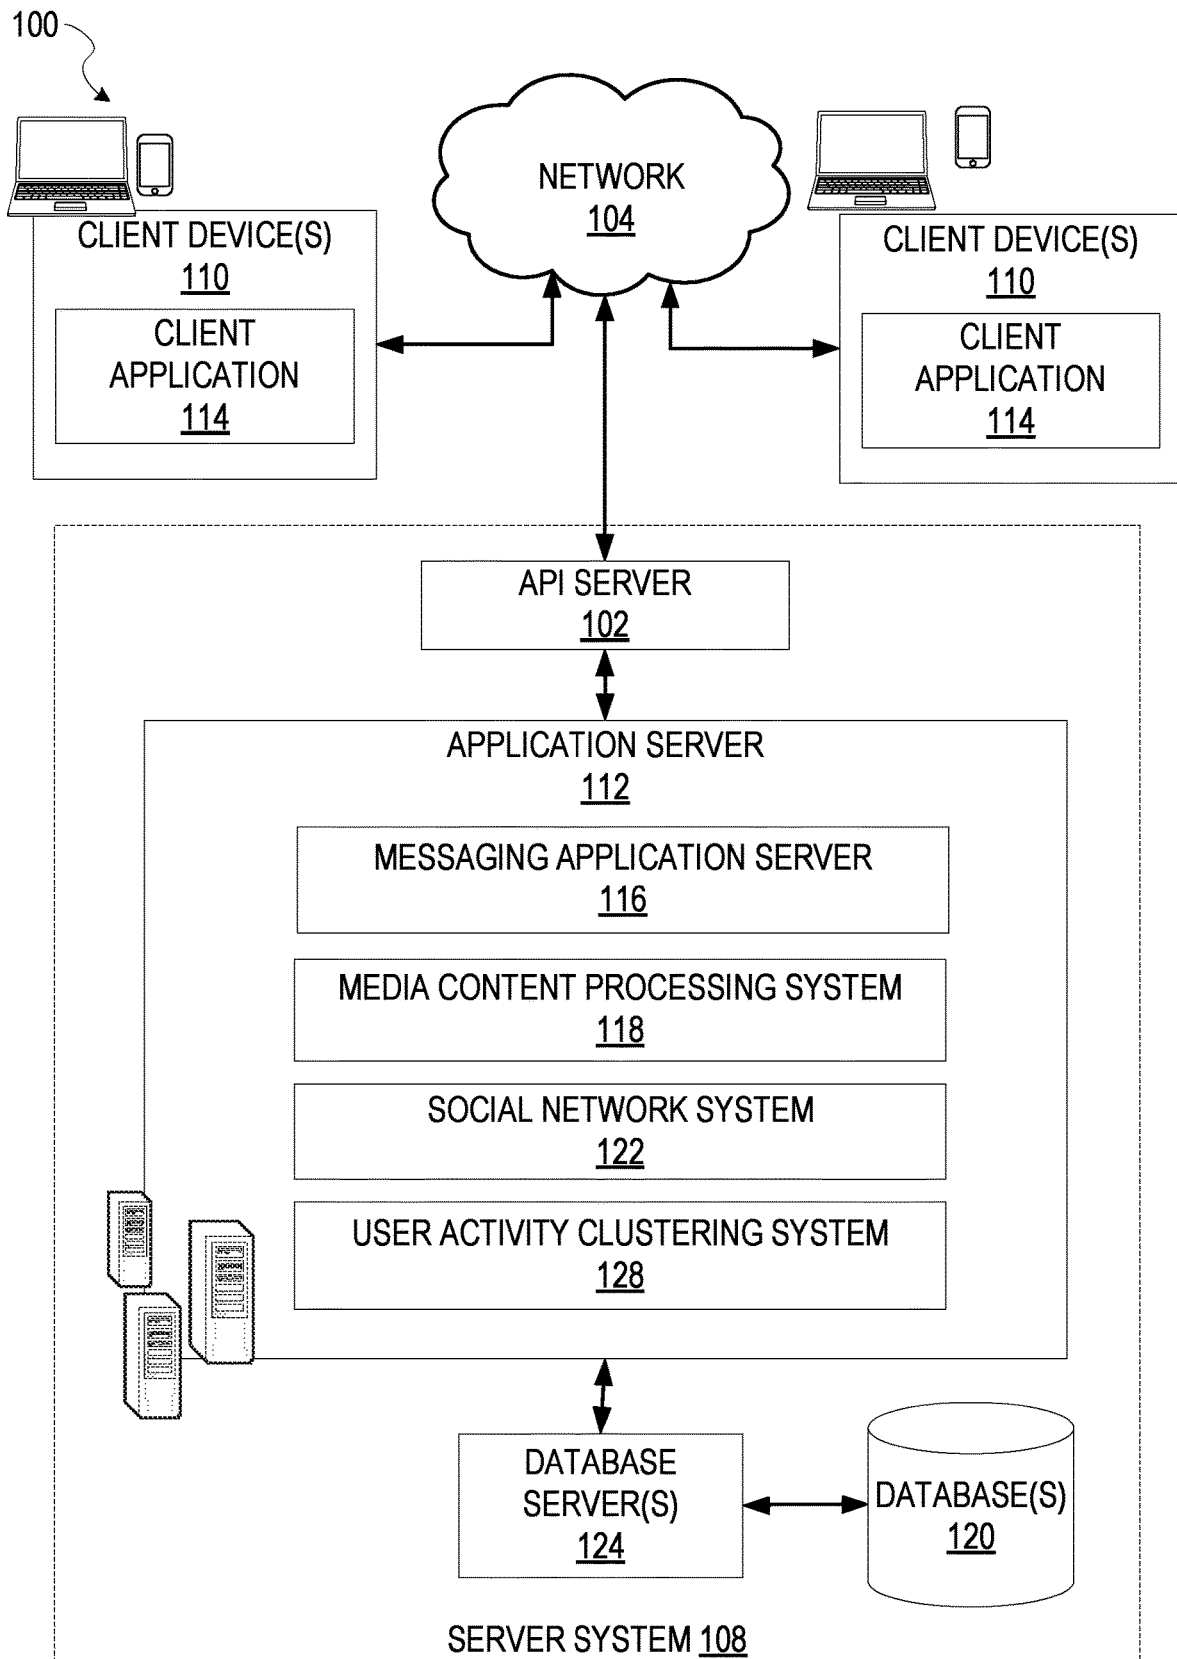 100
NETWORK
104
CLIENT DEVICE(S)
110
CLIENT
APPLICATION
114
CLIENT DEVICE(S)
110
CLIENT
APPLICATION
114
API SERVER
102
APPLICATION SERVER
112
MESSAGING APPLICATION SERVER
116
MEDIA CONTENT PROCESSING SYSTEM
118
SOCIAL NETWORK SYSTEM
122
USER ACTIVITY CLUSTERING SYSTEM
128
DATABASE
SERVER(S)
124
DATABASE(S)
120
SERVER SYSTEM 108